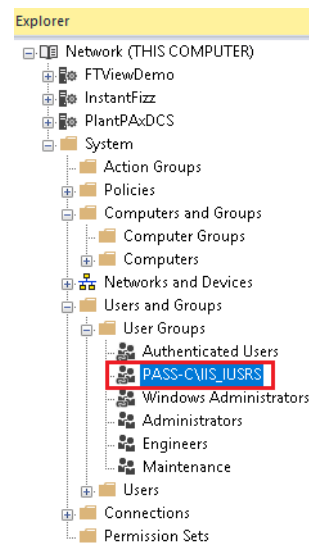 Explorer
Network (THIS COMPUTER)
FTViewDemo
InstantFizz
PlantPAxDCS
System
Action Groups
Policies
Computers and Groups
Computer Groups
Computers
Networks and Devices
Users and Groups
User Groups
Authenticated Users
PASS-C\IIS_IUSRS
Windows Administrators
Administrators
Engineers
Maintenance
Users
Connections
Permission Sets